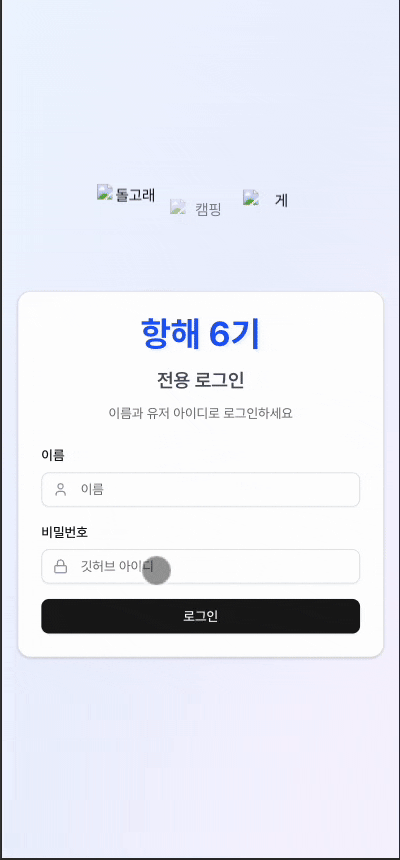 돌고래 캠핑 게
항해 6기
전용 로그인
이름과 유저 아이디로 로그인하세요
이름
이름
비밀번호
깃허브 아이디
로그인